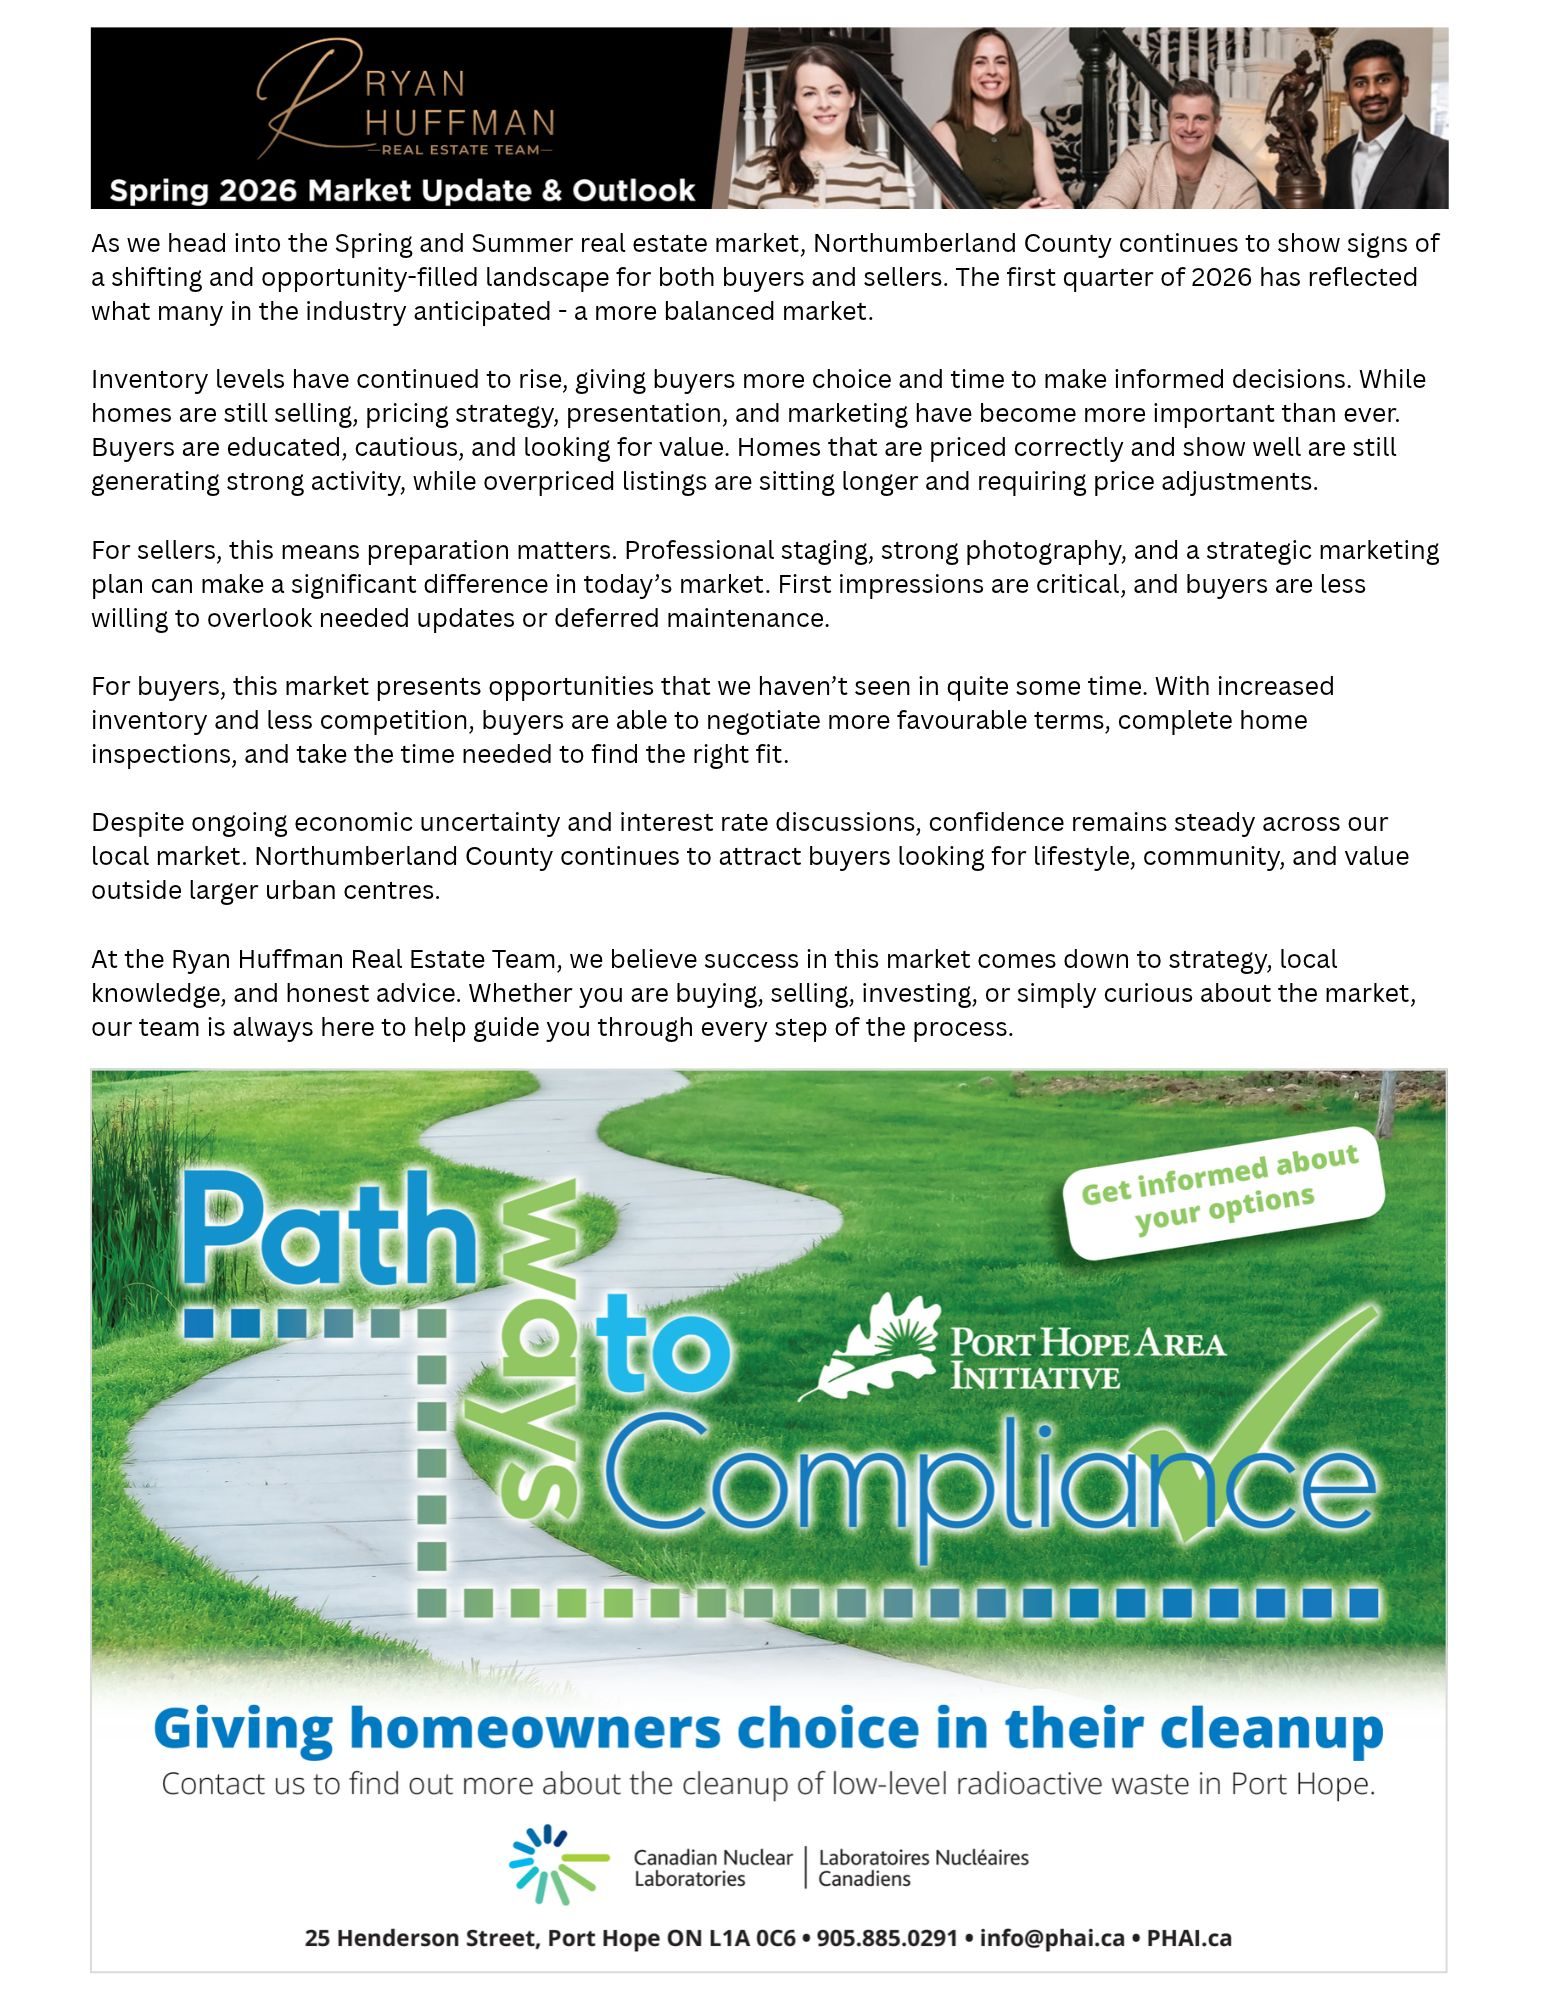 RYAN
HUFFMAN
REAL ESTATE TEAM
Spring 2026 Market Update & Outlook
As we head into the Spring and Summer real estate market, Northumberland County continues to show signs of
a shifting and opportunity-filled landscape for both buyers and sellers. The first quarter of 2026 has reflected
what many in the industry anticipated - a more balanced market.
Inventory levels have continued to rise, giving buyers more choice and time to make informed decisions. While
homes are still selling, pricing strategy, presentation, and marketing have become more important than ever.
Buyers are educated, cautious, and looking for value. Homes that are priced correctly and show well are still
generating strong activity, while overpriced listings are sitting longer and requiring price adjustments.
For sellers, this means preparation matters. Professional staging, strong photography, and a strategic marketing
plan can make a significant difference in today’s market. First impressions are critical, and buyers are less
willing to overlook needed updates or deferred maintenance.
For buyers, this market presents opportunities that we haven’t seen in quite some time. With increased
inventory and less competition, buyers are able to negotiate more favourable terms, complete home
inspections, and take the time needed to find the right fit.
Despite ongoing economic uncertainty and interest rate discussions, confidence remains steady across our
local market. Northumberland County continues to attract buyers looking for lifestyle, community, and value
outside larger urban centres.
At the Ryan Huffman Real Estate Team, we believe success in this market comes down to strategy, local
knowledge, and honest advice. Whether you are buying, selling, investing, or simply curious about the market,
our team is always here to help guide you through every step of the process.
Get informed about
your options
Path
ways
to
Compliance
PORT HOPE AREA
INITIATIVE
Giving homeowners choice in their cleanup
Contact us to find out more about the cleanup of low-level radioactive waste in Port Hope.
Canadian Nuclear
Laboratories
Laboratoires Nucléaires
Canadiens
25 Henderson Street, Port Hope ON L1A 0C6 • 905.885.0291 • info@phai.ca • PHAI.ca